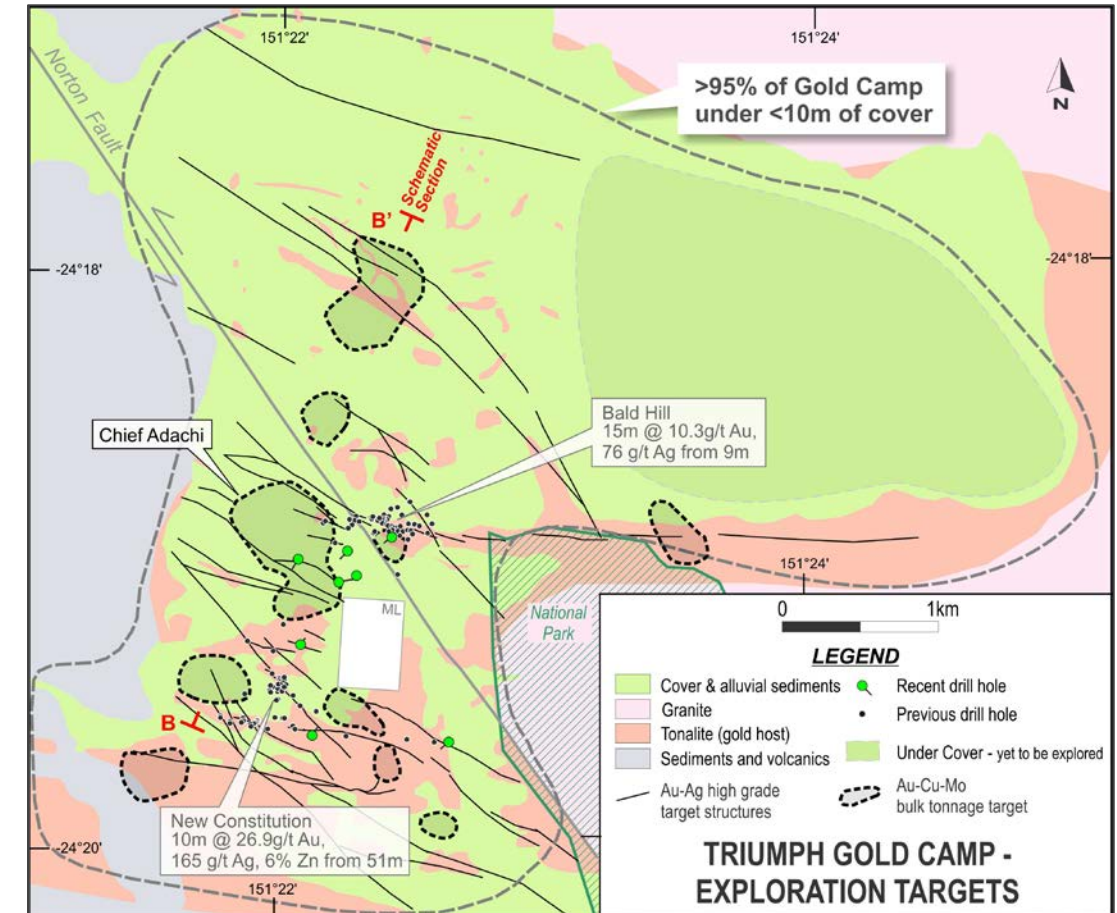 151°22'
151°24'
Norton Fault
>95% of Gold Camp
under <10m of cover
N
Schematic
Section
B'
-24°18'
-24°18'
Chief Adachi
Bald Hill
15m @ 10.3g/t Au,
76 g/t Ag from 9m
151°24'
ML
National
Park
B
New Constitution
10m @ 26.9g/t Au,
165 g/t Ag, 6% Zn from 51m
-24°20'
151°22'
0 1km
LEGEND
Cover & alluvial sediments
Recent drill hole
Granite
Previous drill hole
Tonalite (gold host)
Sediments and volcanics
Under Cover - yet to be explored
Au-Ag high grade
target structures
Au-Cu-Mo
bulk tonnage target
TRIUMPH GOLD CAMP -
EXPLORATION TARGETS